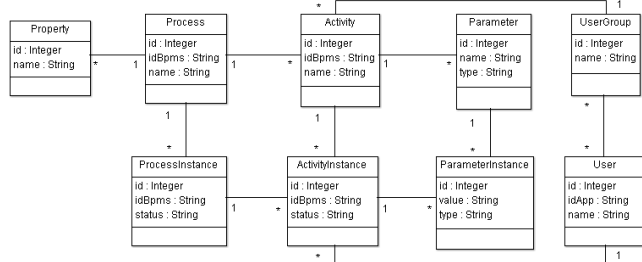 * 1
Property
id : Integer
name : String
Process
id : Integer
idBpms : String
name : String
Activity
id : Integer
idBpms : String
name : String
Parameter
id : Integer
name : String
type : String
UserGroup
id : Integer
name : String
* 1 1 * 1 *
1 1 1 *
* * * *
ProcessInstance
id : Integer
idBpms : String
status : String
ActivityInstance
id : Integer
idBpms : String
status : String
ParameterInstance
id : Integer
value : String
type : String
User
id : Integer
idApp : String
name : String
1 * 1 *
* 1